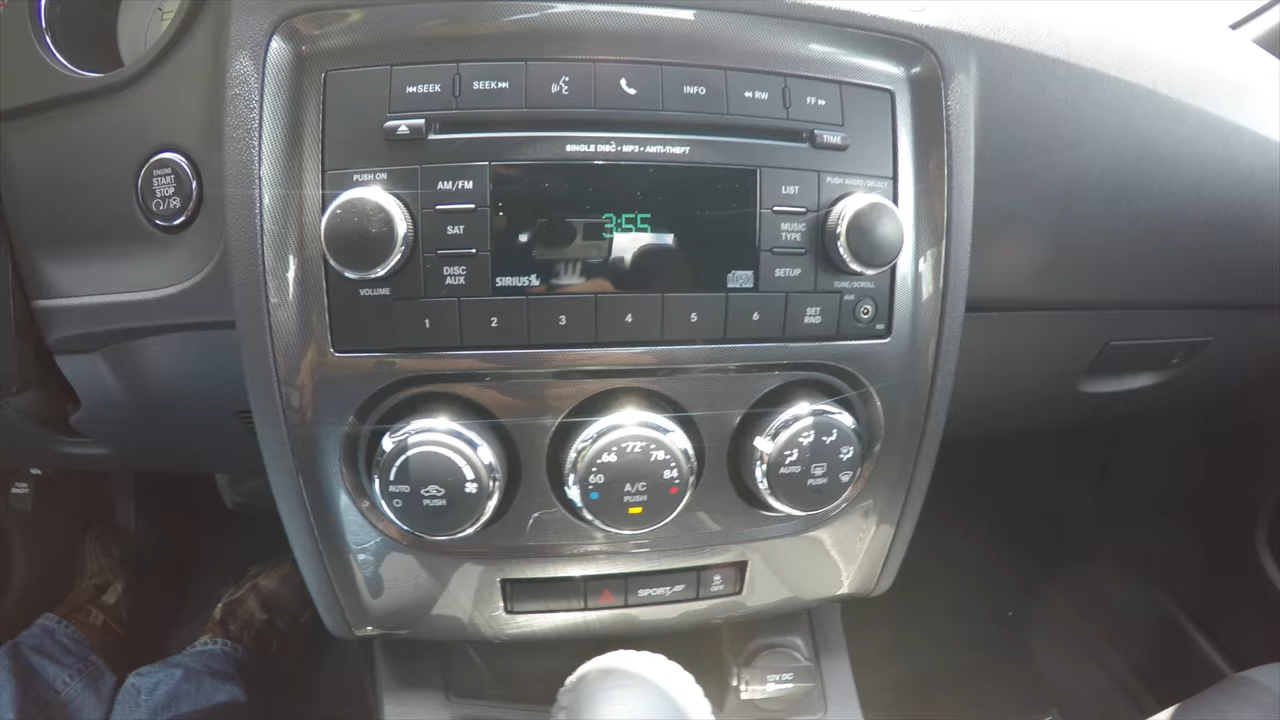 SEEK
SEEK
INFO
RW
FF
TIME
SINGLE DISC • MP3 • ANTI-THEFT
ENGINE
START
STOP
PUSH ON
VOLUME
AM/FM
SAT
DISC
AUX
3:55
SIRIUS
LIST
MUSIC
TYPE
SETUP
PUSH AUDIO/SELECT
TUNE/SCROLL
AUX
1
2
3
4
5
6
SET
RND
AUTO
PUSH
60
66
72
78
84
A/C
PUSH
AUTO
PUSH
SPORT
OFF
12V DC